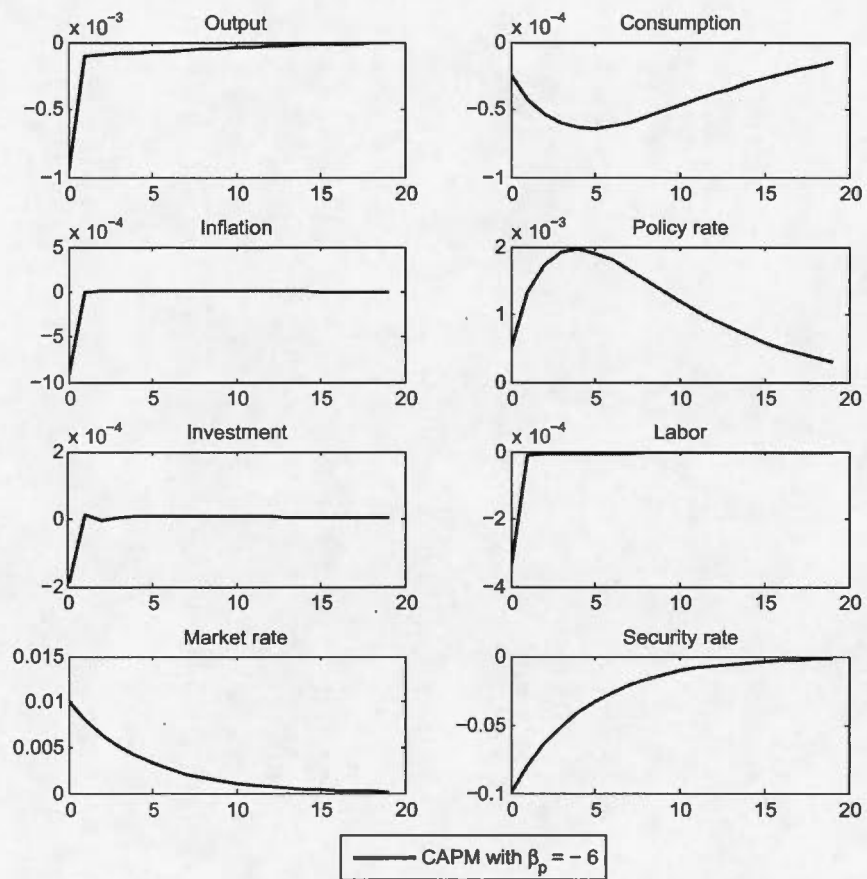 x 10⁻³
Output
0
−0.5
−1
0 5 10 15 20
x 10⁻⁴
Consumption
0
−0.5
−1
0 5 10 15 20
x 10⁻⁴
Inflation
5
0
−5
−10
0 5 10 15 20
x 10⁻³
Policy rate
2
1
0
0 5 10 15 20
x 10⁻⁴
Investment
2
0
−2
0 5 10 15 20
x 10⁻⁴
Labor
0
−2
−4
0 5 10 15 20
Market rate
0.015
0.01
0.005
0
0 5 10 15 20
Security rate
0
−0.05
−0.1
0 5 10 15 20
CAPM with βp = − 6